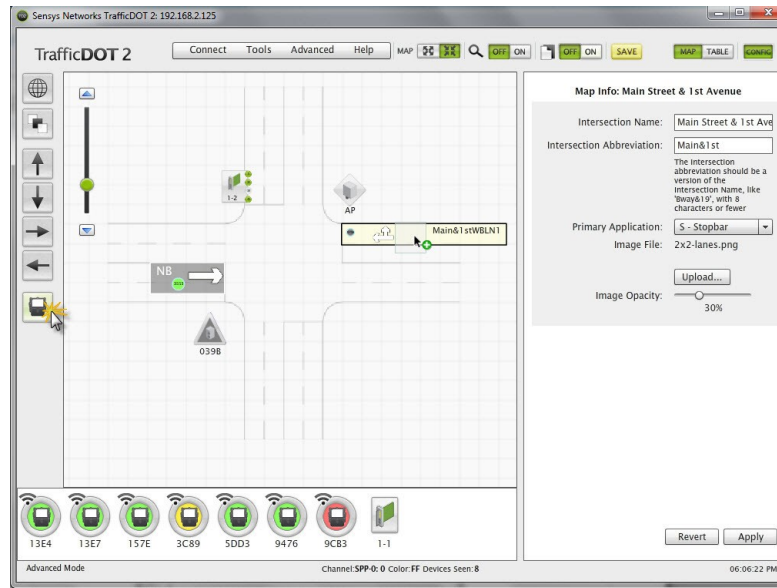 Sensys Networks TrafficDOT 2: 192.168.2.125
TrafficDOT 2
Connect Tools Advanced Help MAP OFF ON OFF ON SAVE MAP TABLE CONFIG
Map Info: Main Street & 1st Avenue
Intersection Name: Main Street & 1st Ave
Intersection Abbreviation: Main&1st
The Intersection
abbreviation should be a
version of the
Intersection Name, like
'Bway&19', with 8
characters or fewer
Primary Application: S - Stopbar
Image File: 2x2-lanes.png
Upload...
Image Opacity:
30%
1-2
AP
Main&1stWBLN1
NB
039B
13E4 13E7 157E 3C89 5DD3 9476 9CB3 1-1
Revert Apply
Advanced Mode Channel:SPP-0: 0 Color:FF Devices Seen:8 06:06:22 PM